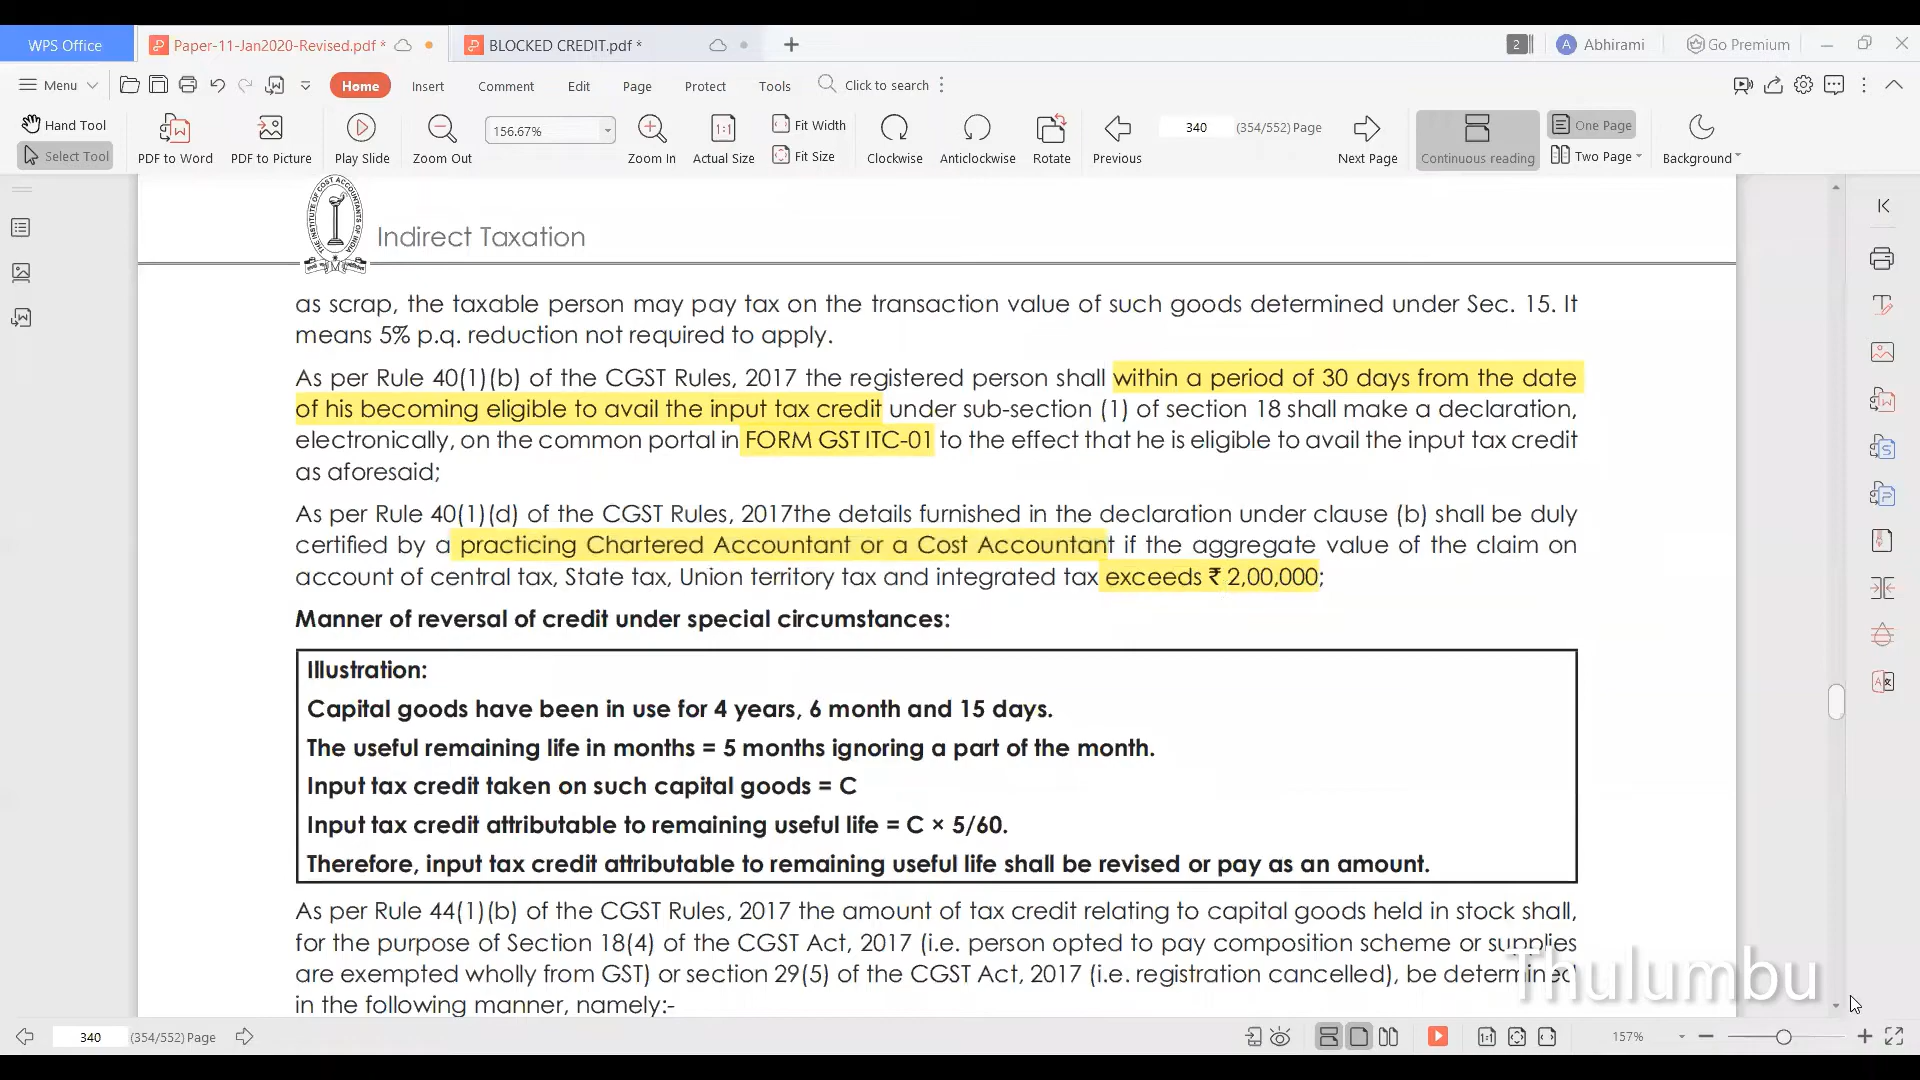 WPS Office
Paper-11-Jan2020-Revised.pdf *
BLOCKED CREDIT.pdf *
2
A
Abhirami
Go Premium
Menu
Home
Insert
Comment
Edit
Page
Protect
Tools
Click to search
Hand Tool
Select Tool
PDF to Word
PDF to Picture
Play Slide
Zoom Out
156.67%
Zoom In
1:1
Actual Size
Fit Width
Fit Size
Clockwise
Anticlockwise
Rotate
Previous
340
(354/552) Page
Next Page
Continuous reading
One Page
Two Page
Background
THE INSTITUTE OF COST ACCOUNTANTS OF INDIA
Indirect Taxation
as scrap, the taxable person may pay tax on the transaction value of such goods determined under Sec. 15. It
means 5% p.q. reduction not required to apply.
As per Rule 40(1)(b) of the CGST Rules, 2017 the registered person shall within a period of 30 days from the date
of his becoming eligible to avail the input tax credit under sub-section (1) of section 18 shall make a declaration,
electronically, on the common portal in FORM GST ITC-01 to the effect that he is eligible to avail the input tax credit
as aforesaid;
As per Rule 40(1)(d) of the CGST Rules, 2017the details furnished in the declaration under clause (b) shall be duly
certified by a practicing Chartered Accountant or a Cost Accountant if the aggregate value of the claim on
account of central tax, State tax, Union territory tax and integrated tax exceeds ₹ 2,00,000;
Manner of reversal of credit under special circumstances:
Illustration:
Capital goods have been in use for 4 years, 6 month and 15 days.
The useful remaining life in months = 5 months ignoring a part of the month.
Input tax credit taken on such capital goods = C
Input tax credit attributable to remaining useful life = C × 5/60.
Therefore, input tax credit attributable to remaining useful life shall be revised or pay as an amount.
As per Rule 44(1)(b) of the CGST Rules, 2017 the amount of tax credit relating to capital goods held in stock shall,
for the purpose of Section 18(4) of the CGST Act, 2017 (i.e. person opted to pay composition scheme or supplies
are exempted wholly from GST) or section 29(5) of the CGST Act, 2017 (i.e. registration cancelled), be determined
in the following manner, namely:-
Thulumbu
340
(354/552) Page
1:1
157%